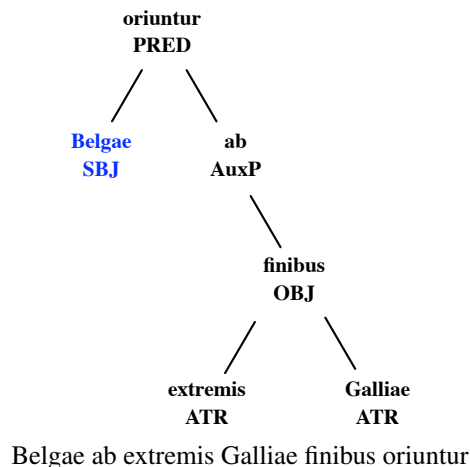 oriuntur
PRED
Belgae ab
SBJ AuxP
finibus
OBJ
extremis Galliae
ATR ATR
Belgae ab extremis Galliae finibus oriuntur